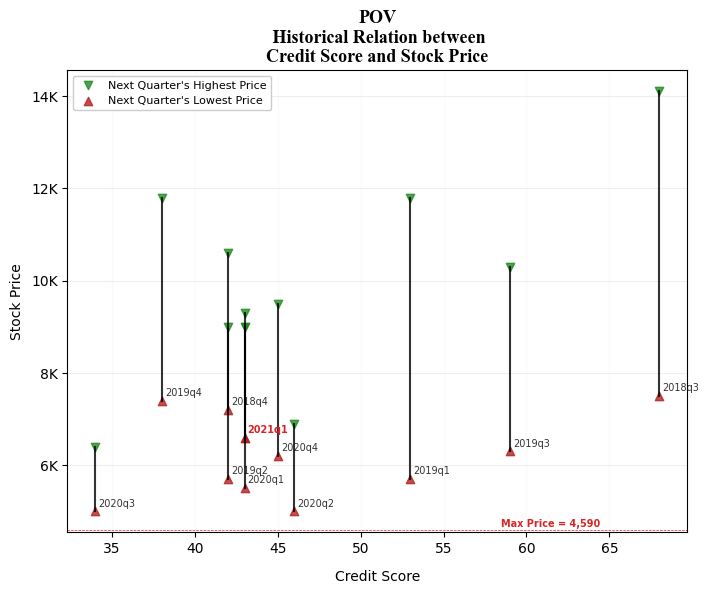 POV
Historical Relation between
Credit Score and Stock Price
Next Quarter's Highest Price
Next Quarter's Lowest Price
Stock Price
14K
12K
10K
8K
6K
2018q3
2019q4
2018q4
2021q1
2020q4
2019q3
2019q2
2019q1
2020q1
2020q3
2020q2
Max Price = 4,590
35
40
45
50
55
60
65
Credit Score